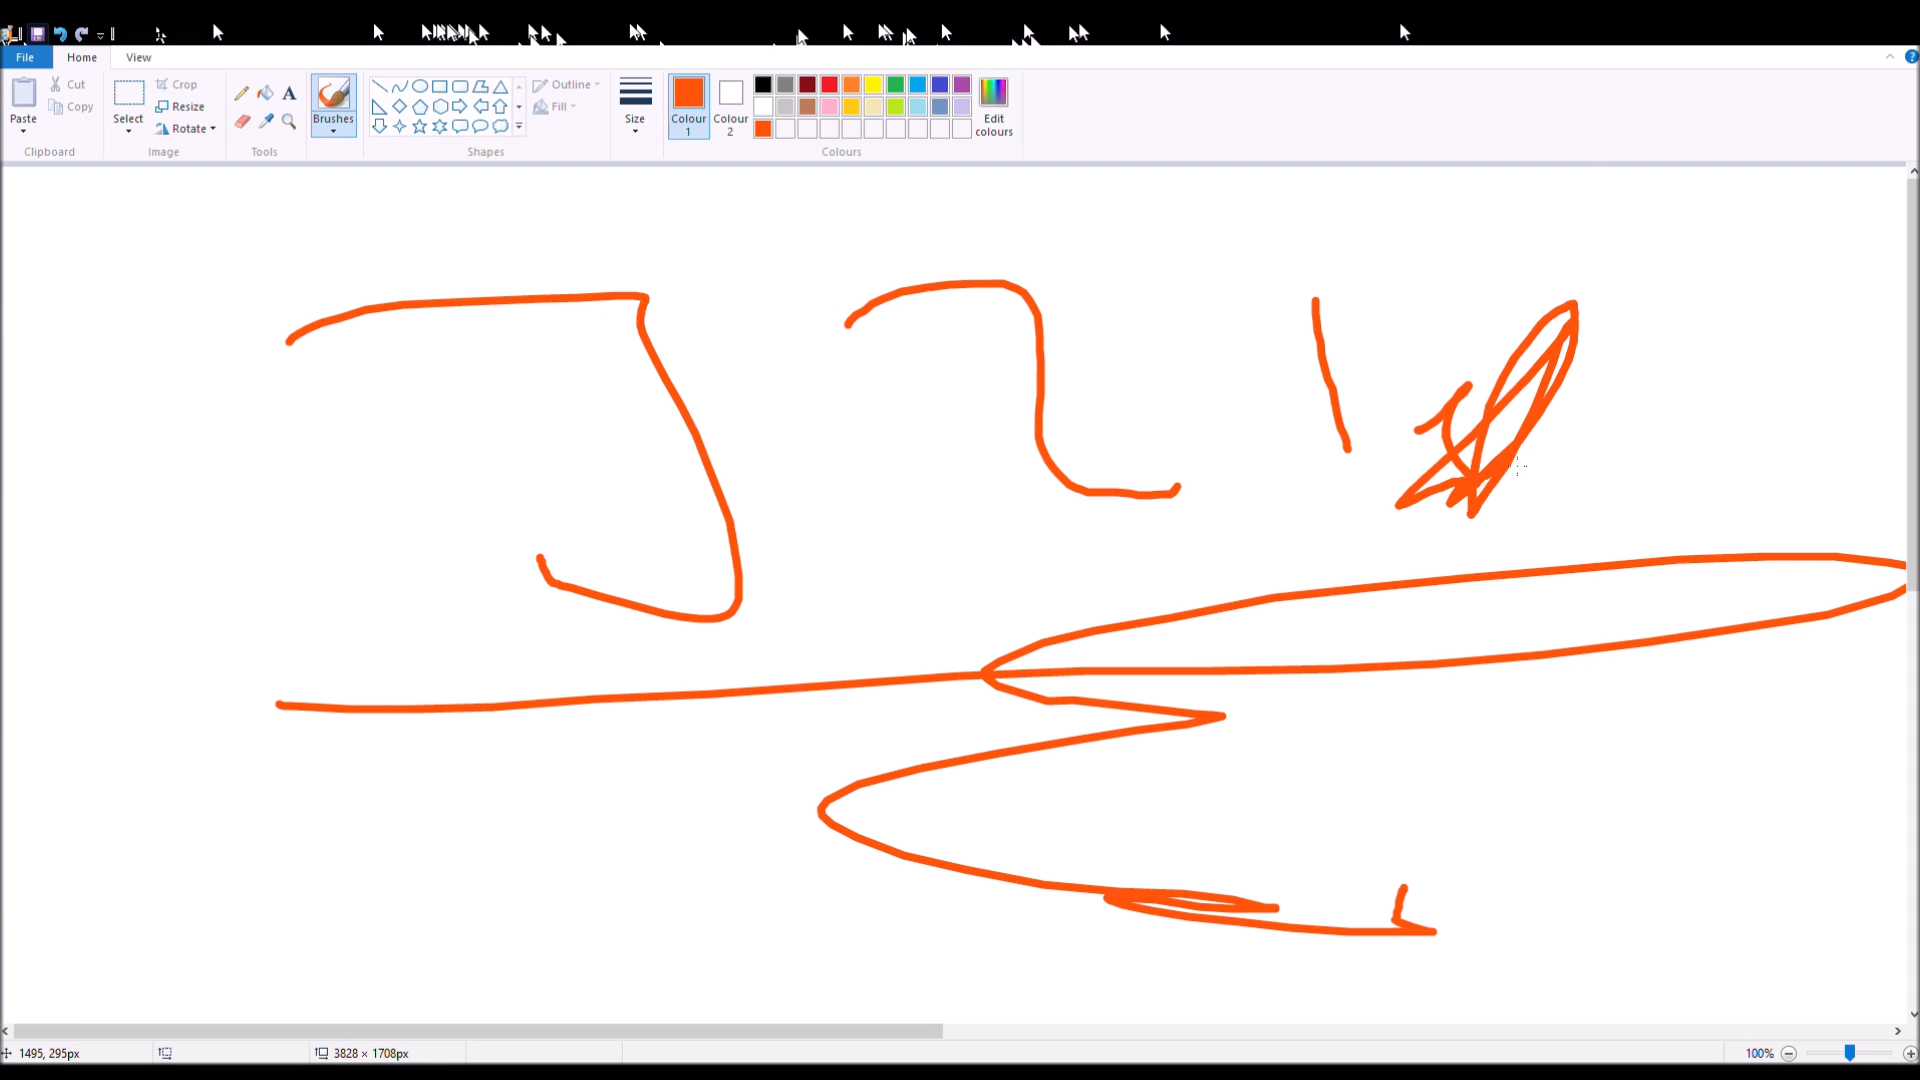 File Home View
Cut
Copy
Paste
Clipboard
Select
Crop
Resize
Rotate
Image
A
Tools
Brushes
Shapes
Outline
Fill
Size
Colour 1
Colour 2
Edit colours
Colours
1495, 295px
3828 × 1708px
100%